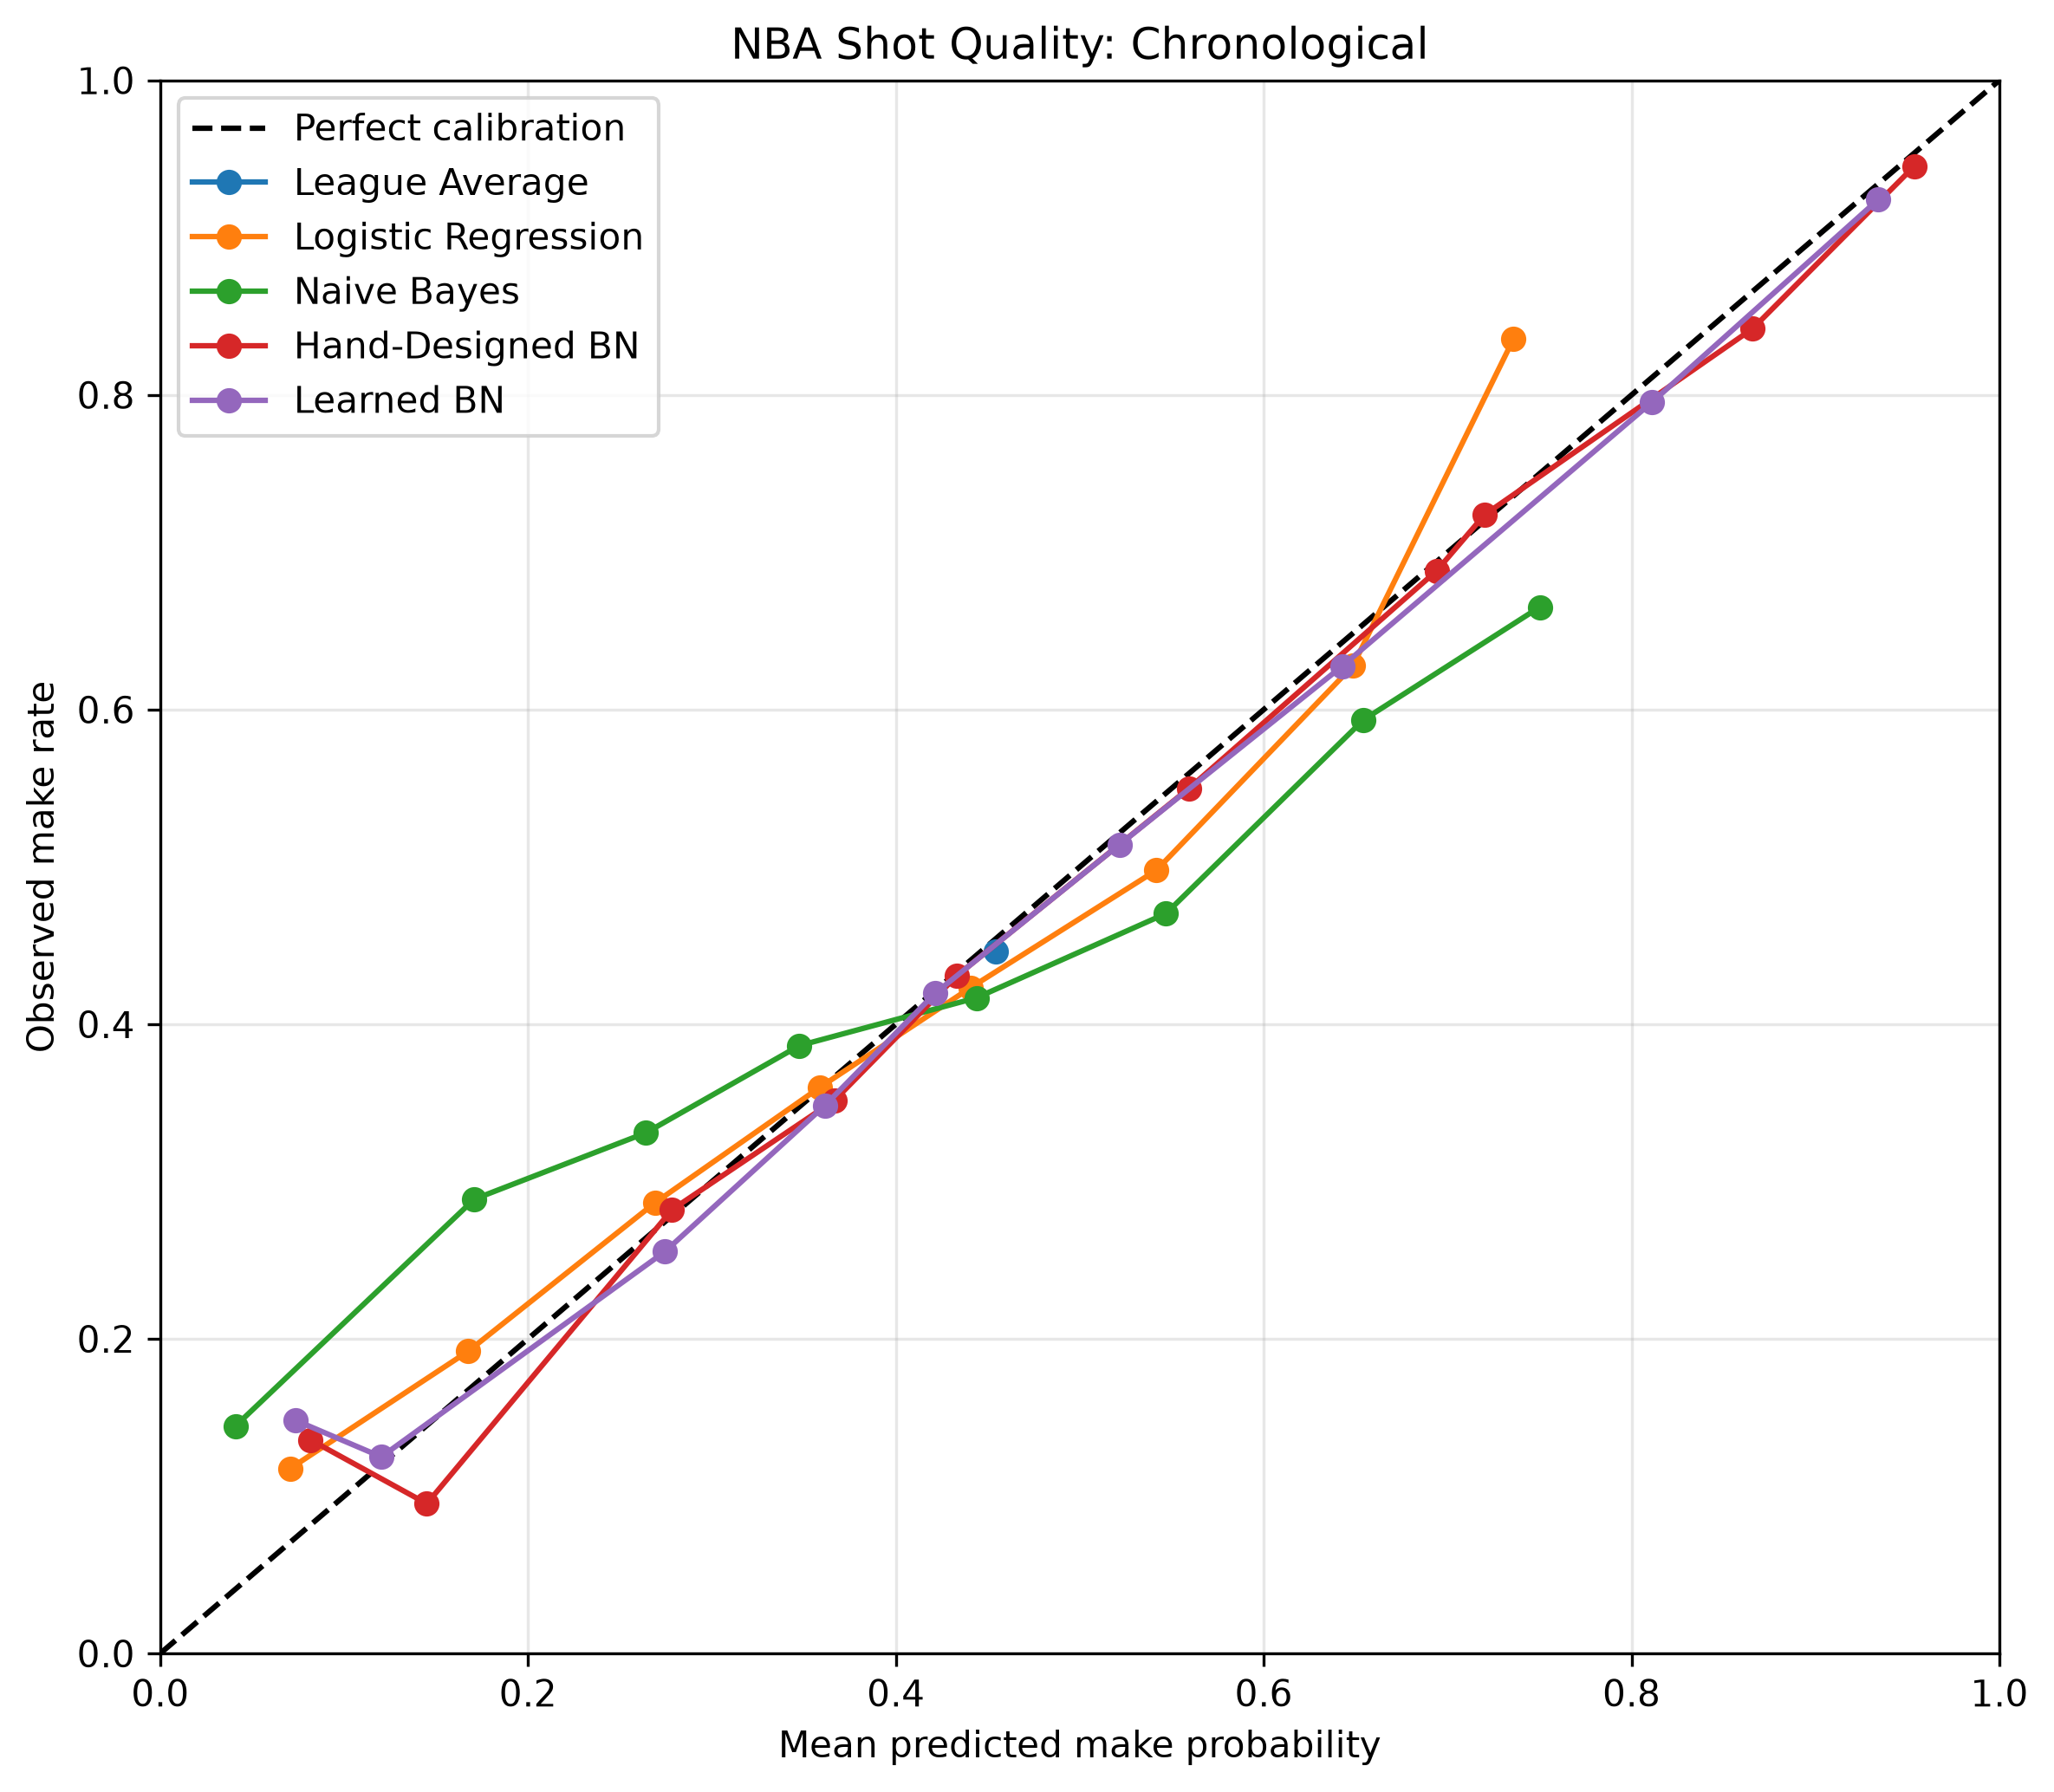 NBA Shot Quality: Chronological
1.0
0.8
0.6
0.4
0.2
0.0
Observed make rate
Perfect calibration
League Average
Logistic Regression
Naive Bayes
Hand-Designed BN
Learned BN
0.0 0.2 0.4 0.6 0.8 1.0
Mean predicted make probability